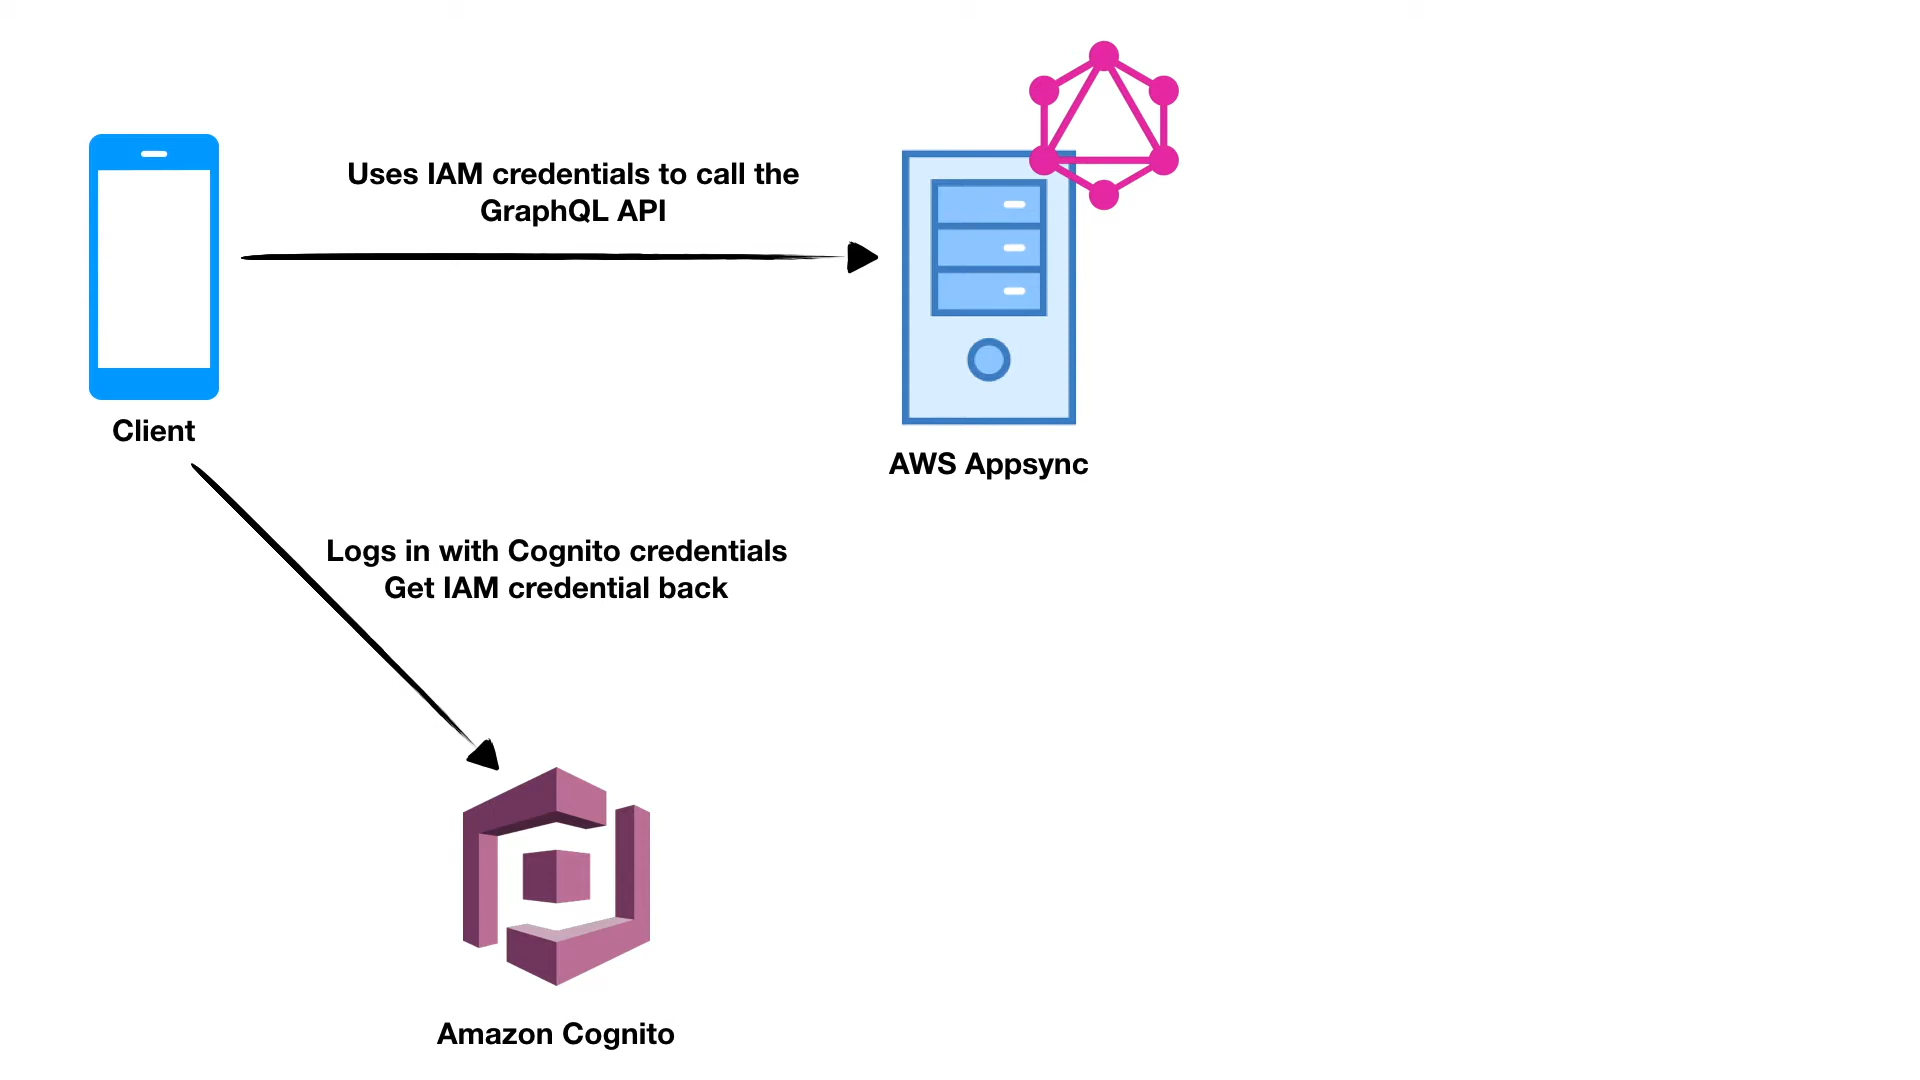 Uses IAM credentials to call the
GraphQL API
Client
AWS Appsync
Logs in with Cognito credentials
Get IAM credential back
Amazon Cognito